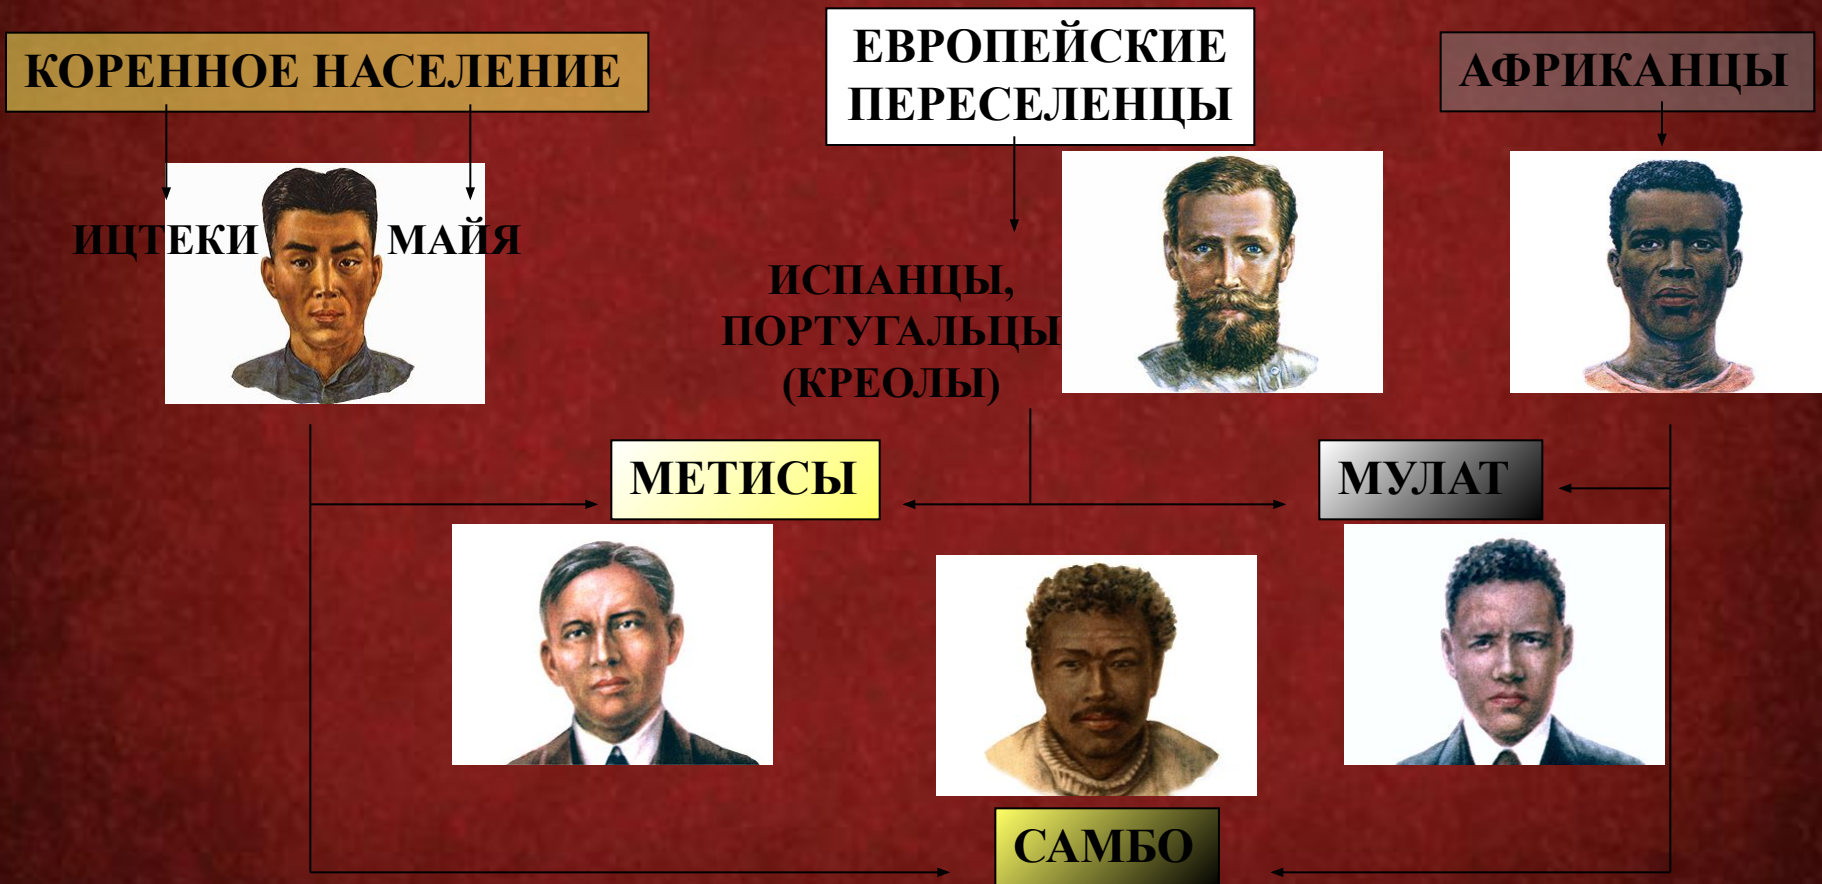 КОРЕННОЕ НАСЕЛЕНИЕ
ЕВРОПЕЙСКИЕ
ПЕРЕСЕЛЕНЦЫ
АФРИКАНЦЫ
ИЦТЕКИ
МАЙЯ
ИСПАНЦЫ,
ПОРТУГАЛЬЦЫ
(КРЕОЛЫ)
МЕТИСЫ
МУЛАТ
САМБО